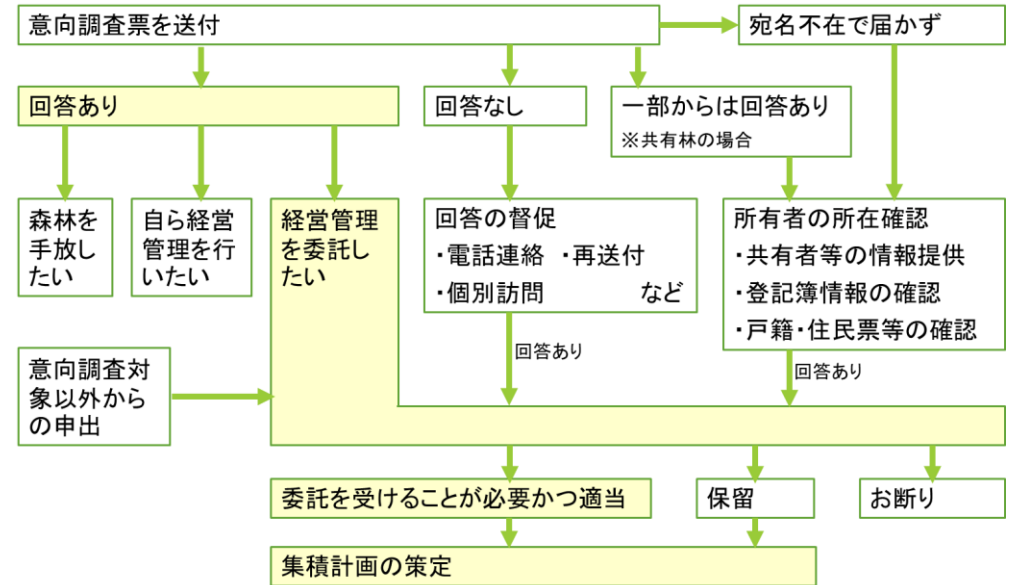 意向調査票を送付
宛名不在で届かず
回答あり
回答なし
一部からは回答あり
※共有林の場合
森林を
手放し
たい
自ら経営
管理を行
いたい
経営管理
を委託し
たい
回答の督促
・電話連絡 ・再送付
・個別訪問 など
所有者の所在確認
・共有者等の情報提供
・登記簿情報の確認
・戸籍・住民票等の確認
回答あり
回答あり
意向調査対
象以外から
の申出
委託を受けることが必要かつ適当
保留
お断り
集積計画の策定